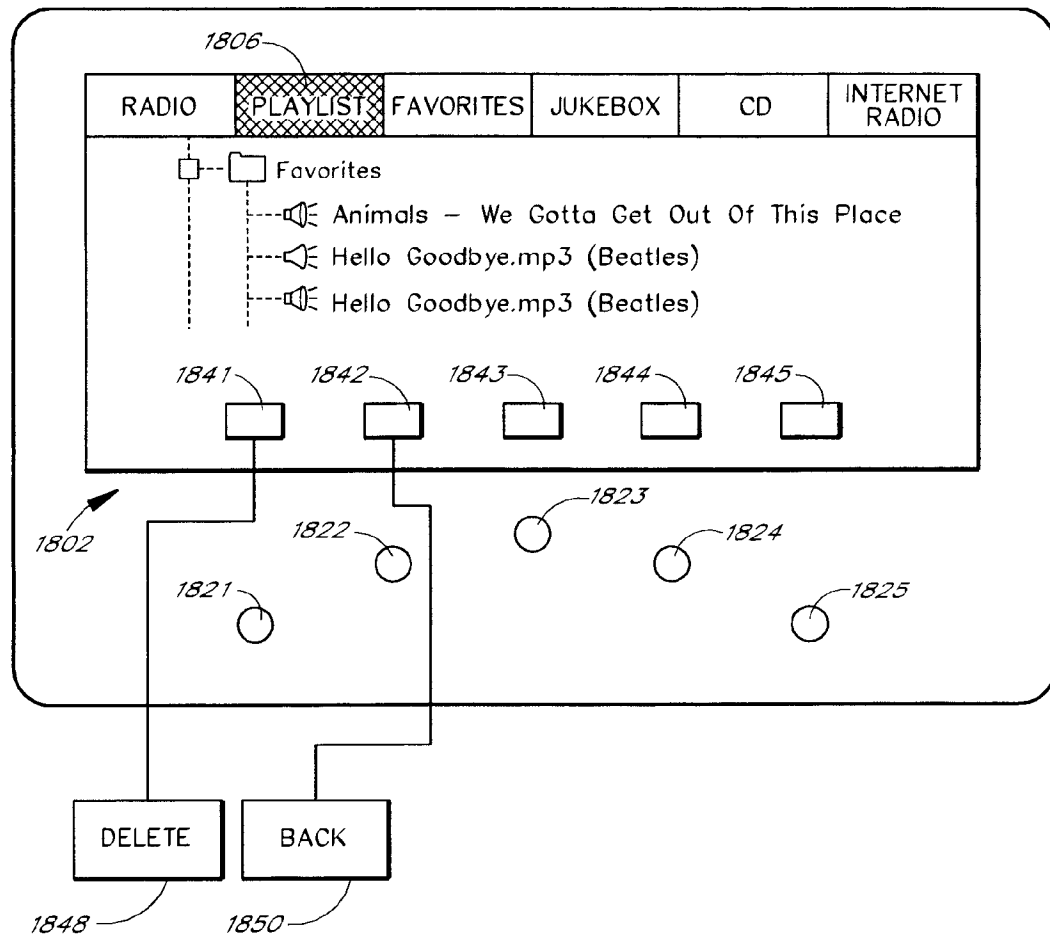 1806
RADIO PLAYLIST FAVORITES JUKEBOX CD INTERNET RADIO
Favorites
Animals – We Gotta Get Out Of This Place
Hello Goodbye.mp3 (Beatles)
Hello Goodbye.mp3 (Beatles)
1841 1842 1843 1844 1845
1802
1822 1823 1824
1821 1825
DELETE BACK
1848 1850